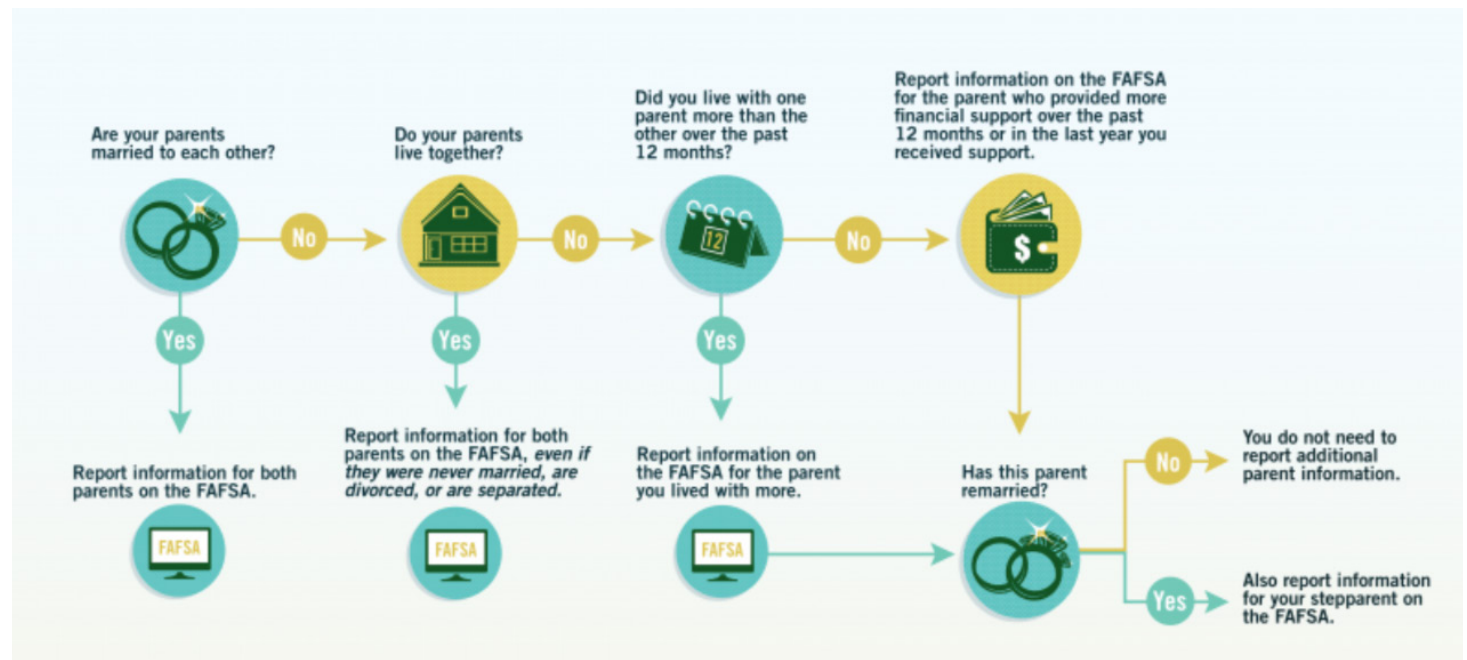 Are your parents
married to each other?
No
Yes
Report information for both
parents on the FAFSA.
FAFSA
Do your parents
live together?
No
Yes
Report information for both
parents on the FAFSA, even if
they were never married, are
divorced, or are separated.
FAFSA
Did you live with one
parent more than the
other over the past
12 months?
12
No
Yes
Report information on
the FAFSA for the parent
you lived with more.
FAFSA
Report information on the FAFSA
for the parent who provided more
financial support over the past
12 months or in the last year you
received support.
$
Has this parent
remarried?
No
You do not need to
report additional
parent information.
Yes
Also report information
for your stepparent on
the FAFSA.